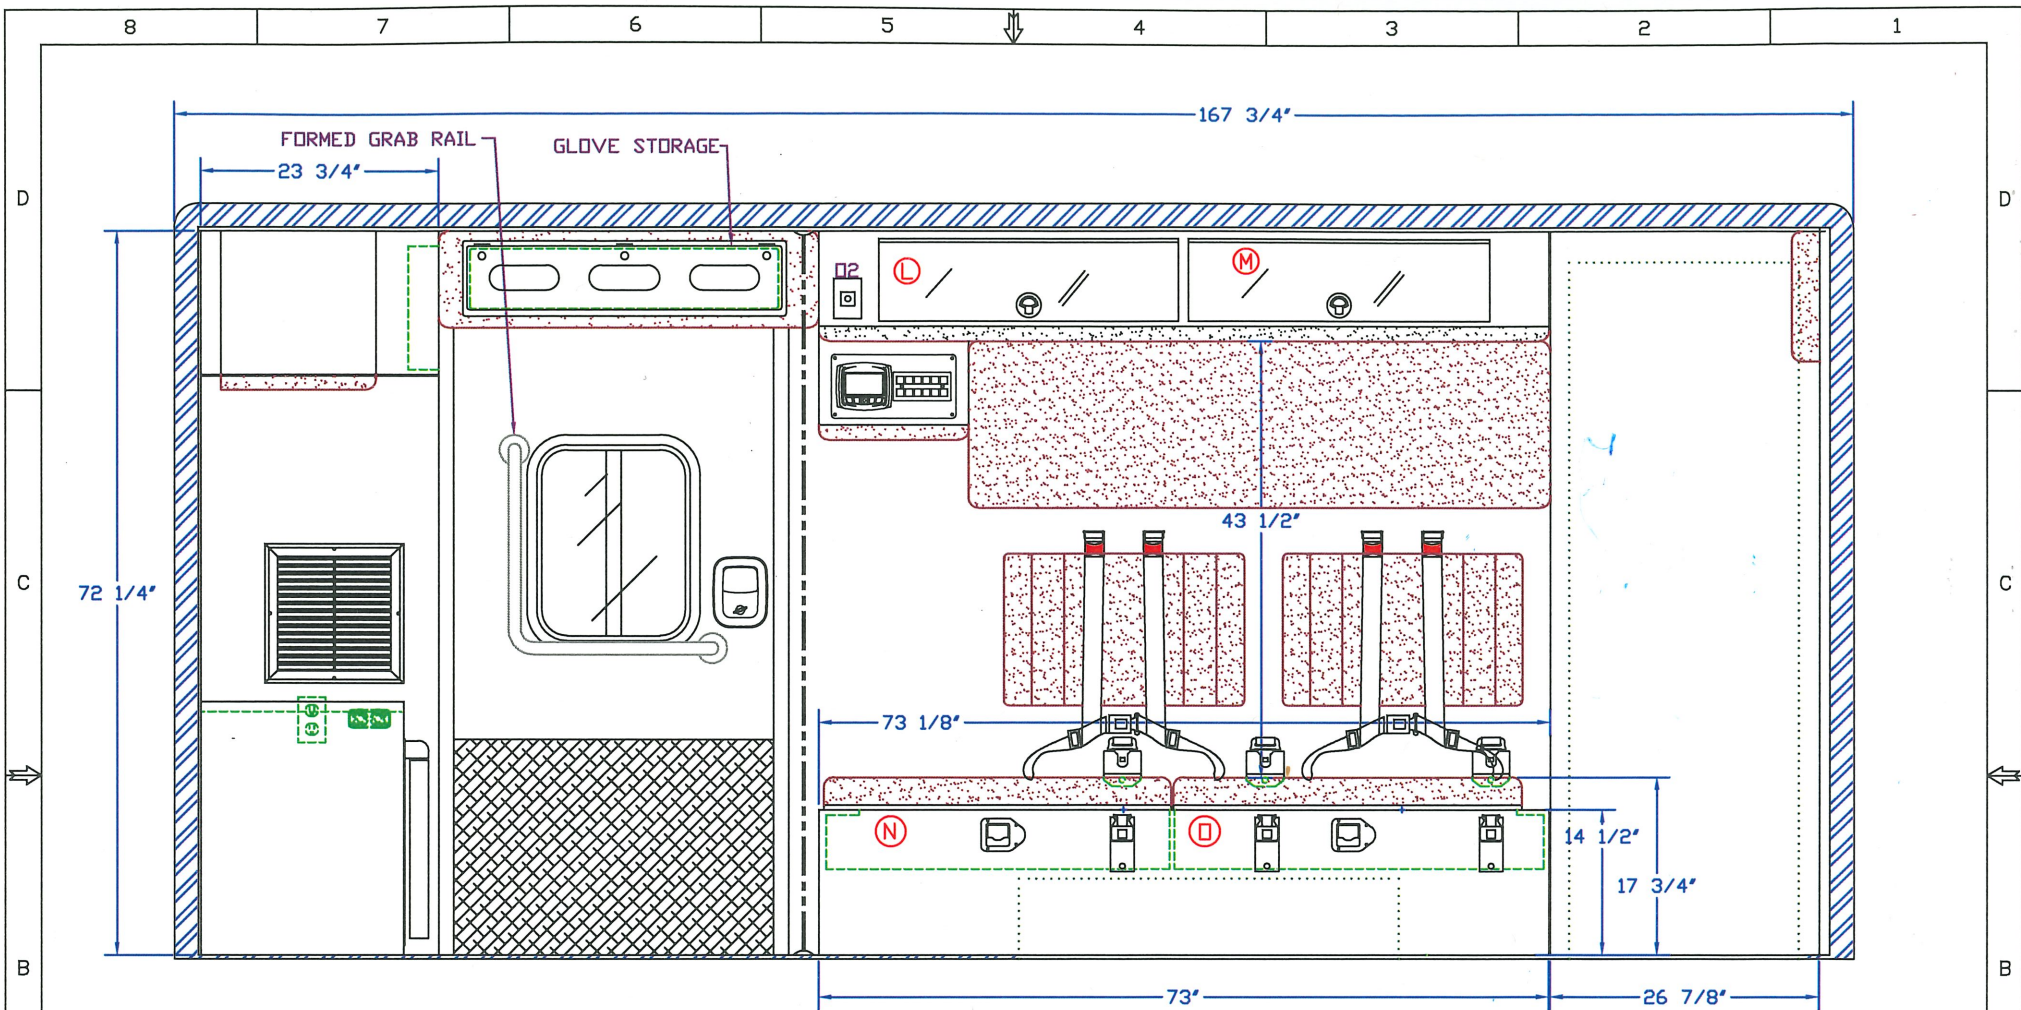 8 7 6 5 4 3 2 1
167 3/4"
FORMED GRAB RAIL
GLOVE STORAGE
23 3/4"
D D
O2
L
M
43 1/2"
C C
72 1/4"
73 1/8"
N
O
14 1/2"
17 3/4"
B B
73"
26 7/8"